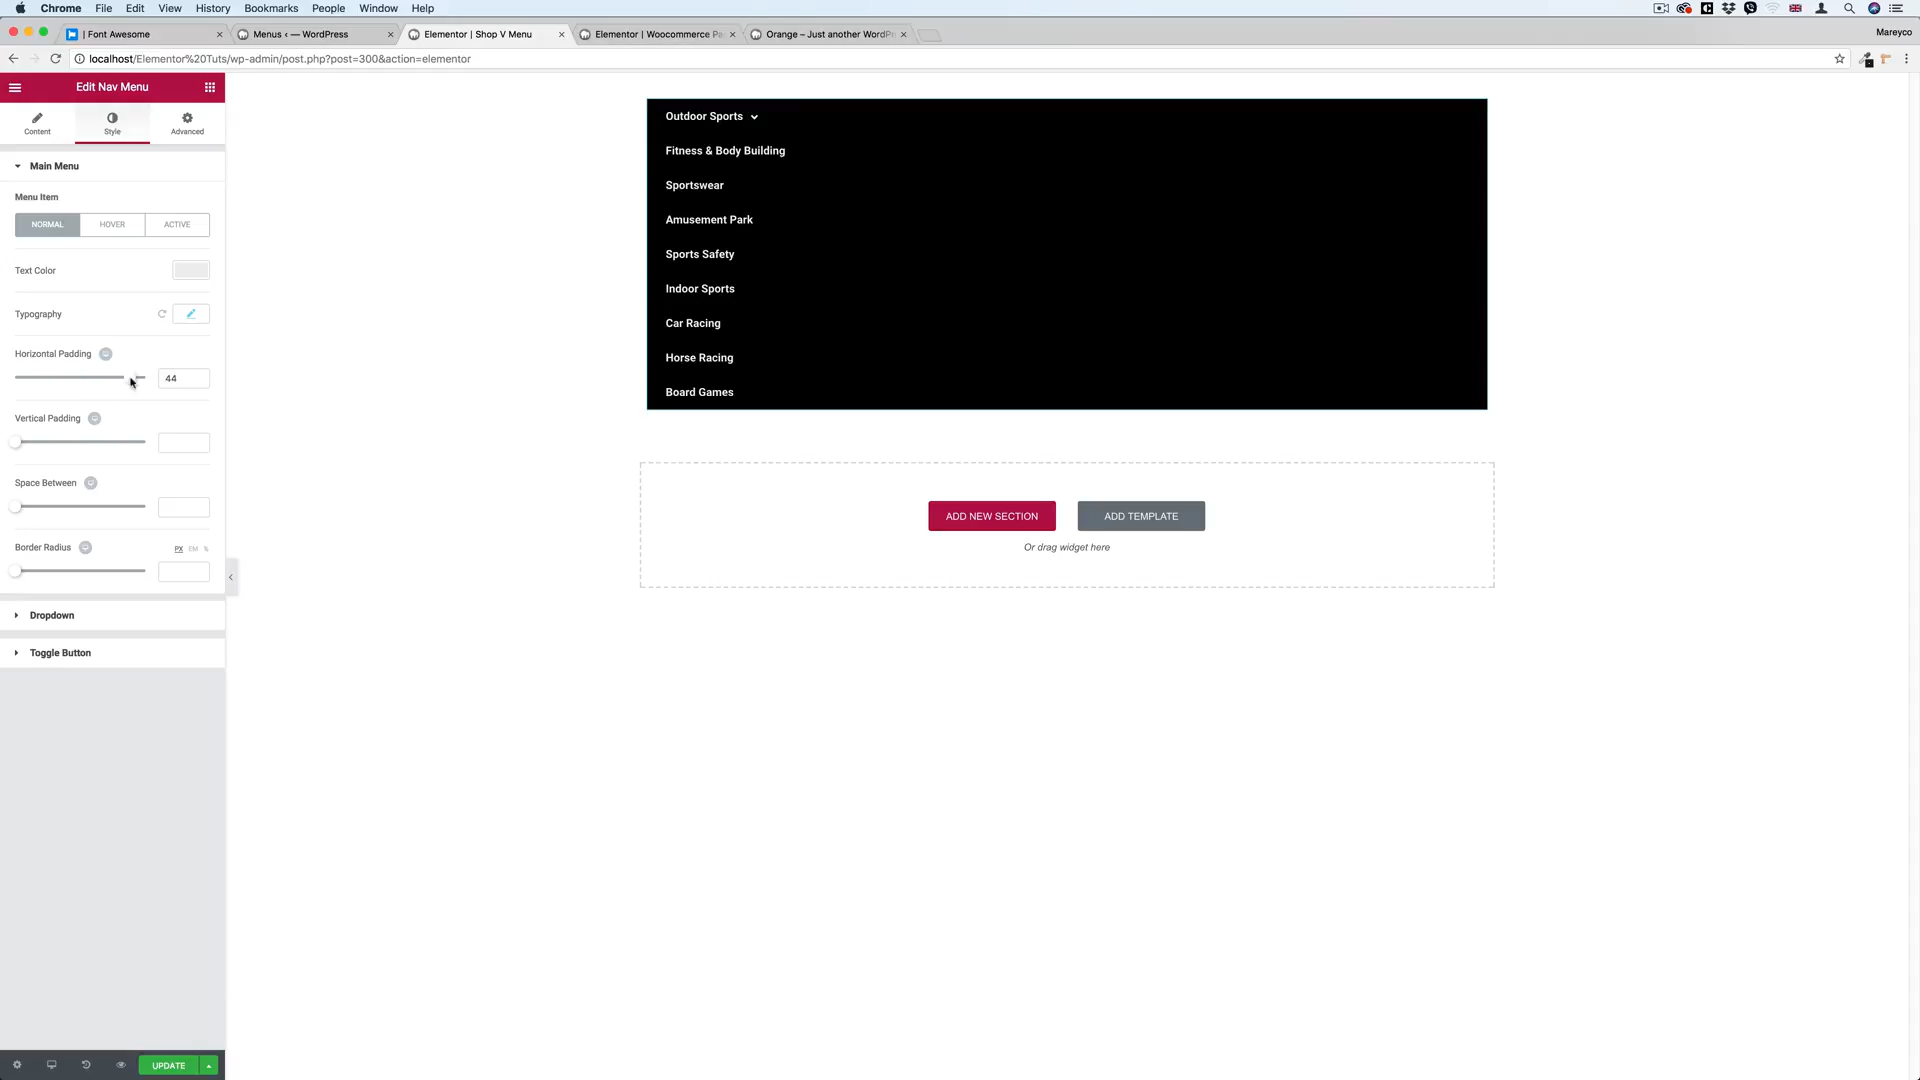 Chrome File Edit View History Bookmarks People Window Help
| Font Awesome
Menus ‹ — WordPress
Elementor | Shop V Menu
Elementor | Woocommerce Pa
Orange – Just another WordPr
Mareyco
localhost/Elementor%20Tuts/wp-admin/post.php?post=300&action=elementor
Edit Nav Menu
Content Style Advanced
Main Menu
Menu Item
NORMAL HOVER ACTIVE
Text Color
Typography
Horizontal Padding
44
Vertical Padding
Space Between
Border Radius PX EM %
Dropdown
Toggle Button
UPDATE
Outdoor Sports
Fitness & Body Building
Sportswear
Amusement Park
Sports Safety
Indoor Sports
Car Racing
Horse Racing
Board Games
ADD NEW SECTION ADD TEMPLATE
Or drag widget here